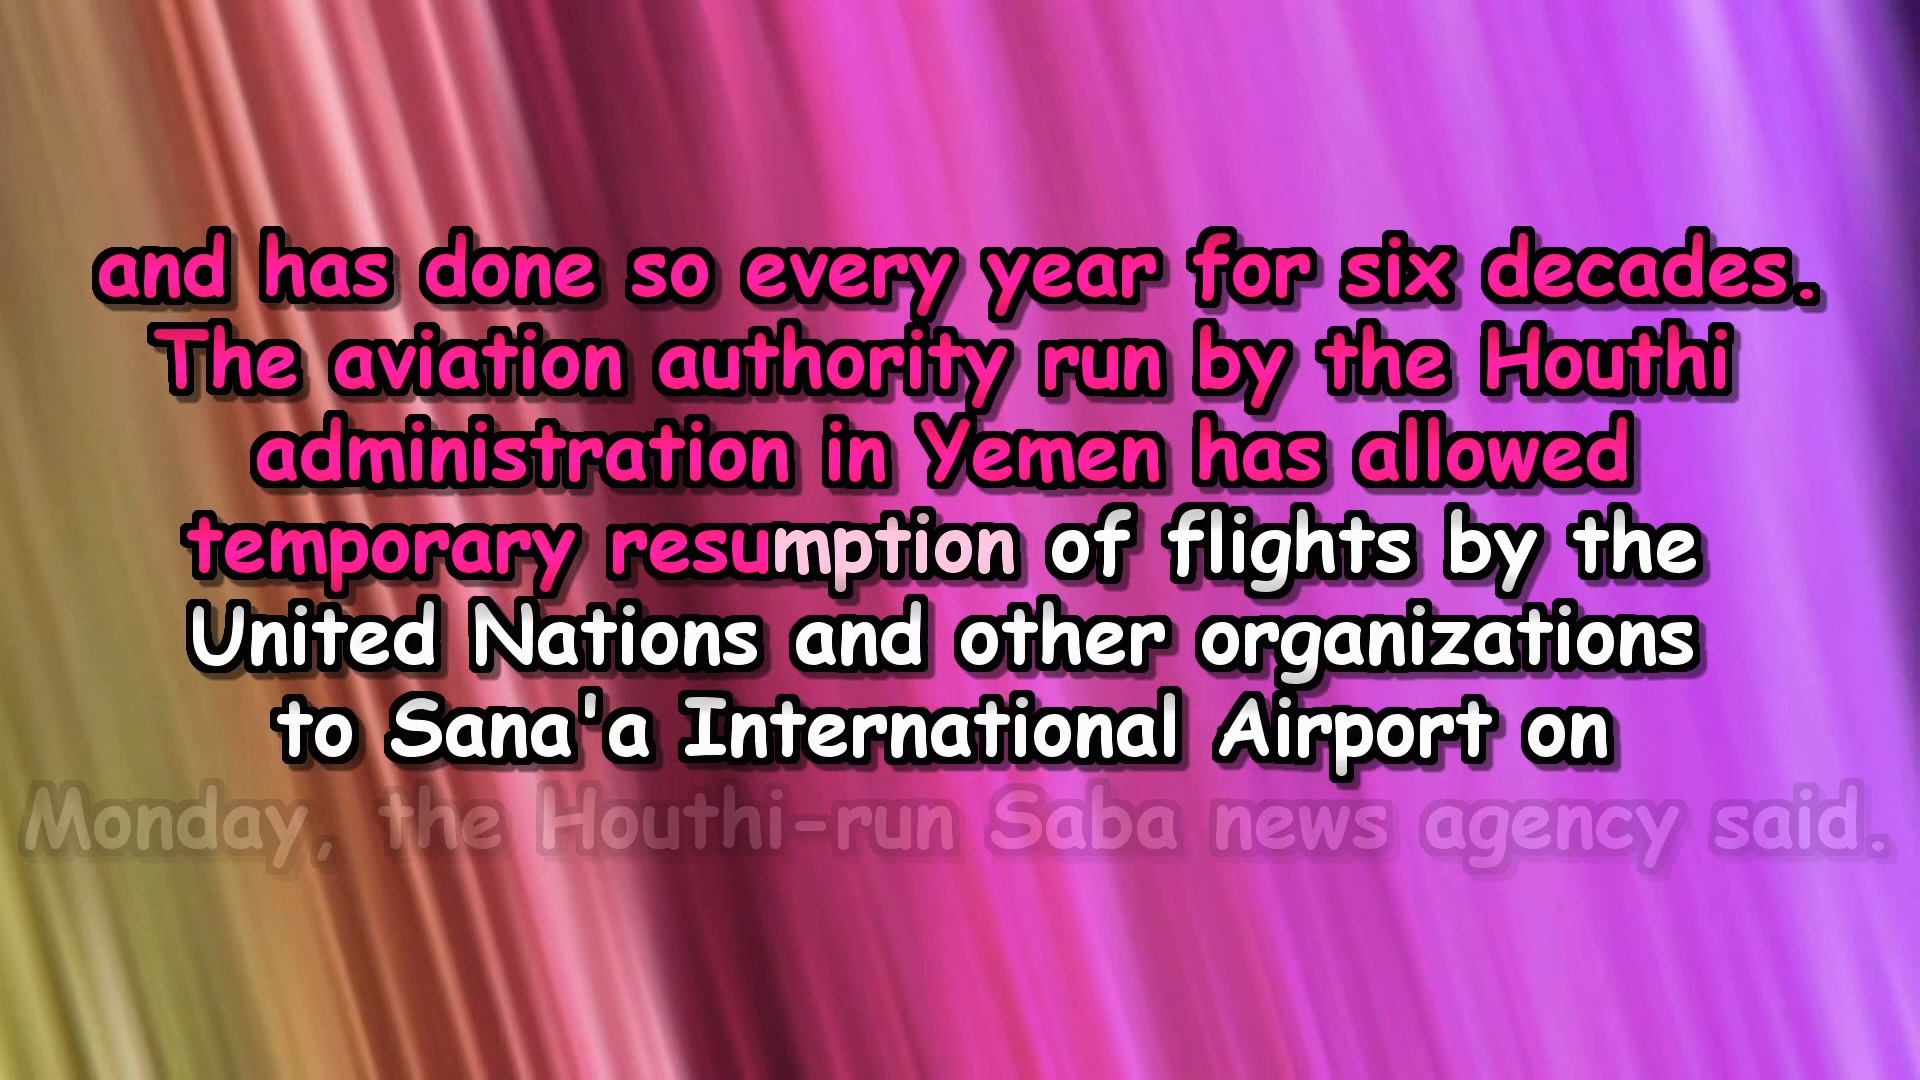 and has done so every year for six decades.
The aviation authority run by the Houthi
administration in Yemen has allowed
temporary resumption of flights by the
United Nations and other organizations
to Sana'a International Airport on
Monday, the Houthi-run Saba news agency said.